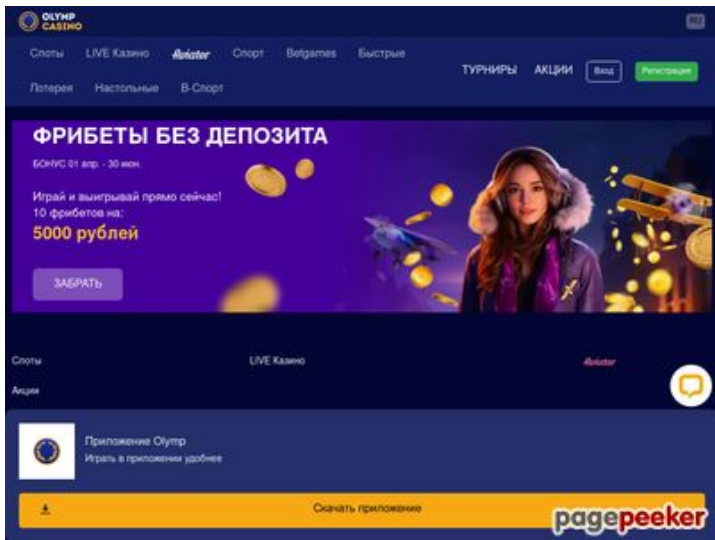 OLYMP
CASINO
RU
Слоты LIVE Казино Aviator Спорт Betgames Быстрые
Лотерея Настольные В-Спорт
ТУРНИРЫ АКЦИИ Вход Регистрация
ФРИБЕТЫ БЕЗ ДЕПОЗИТА
БОНУС 01 апр. - 30 июн.
Играй и выигрывай прямо сейчас!
10 фрибетов на:
5000 рублей
ЗАБРАТЬ
Слоты LIVE Казино Aviator
Акции
Приложение Olymp
Играть в приложении удобнее
Скачать приложение
pagepeeker